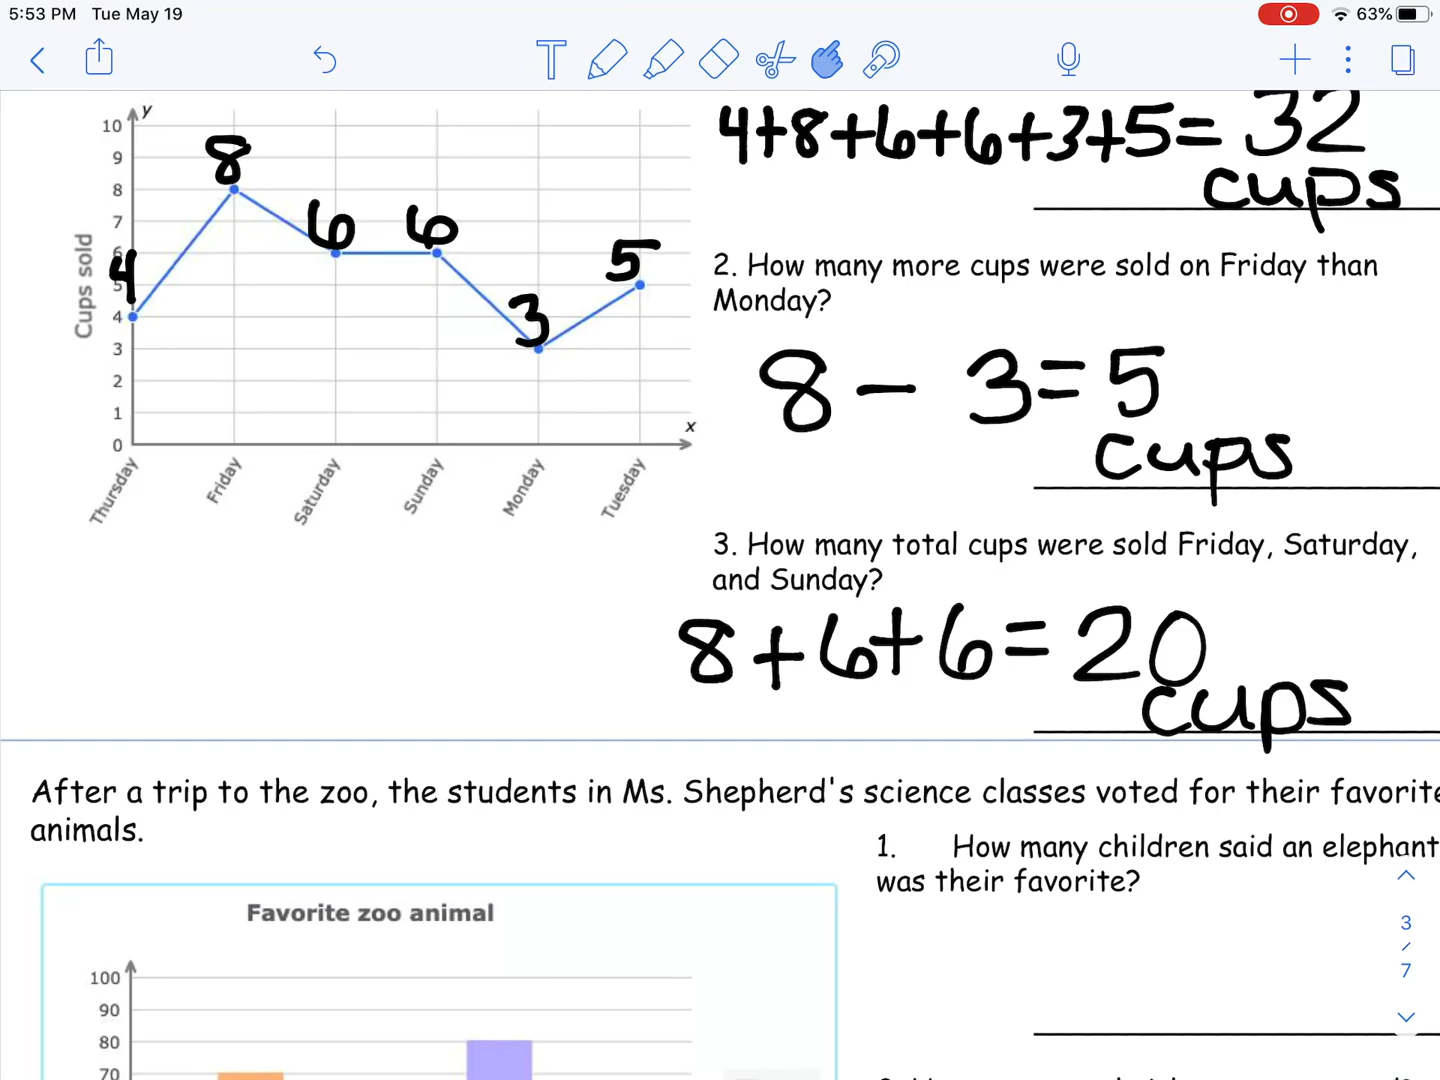 5:53 PM Tue May 19
63%
T
y
10
9
8
7
6
5
4
3
2
1
0
Cups sold
4
8
6
6
3
5
x
Thursday
Friday
Saturday
Sunday
Monday
Tuesday
4+8+6+6+3+5= 32
cups
2. How many more cups were sold on Friday than
Monday?
8 - 3=5
cups
3. How many total cups were sold Friday, Saturday,
and Sunday?
8+6+6=20
cups
After a trip to the zoo, the students in Ms. Shepherd's science classes voted for their favorite
animals.
1. How many children said an elephant
was their favorite?
3
/
7
Favorite zoo animal
100
90
80
70